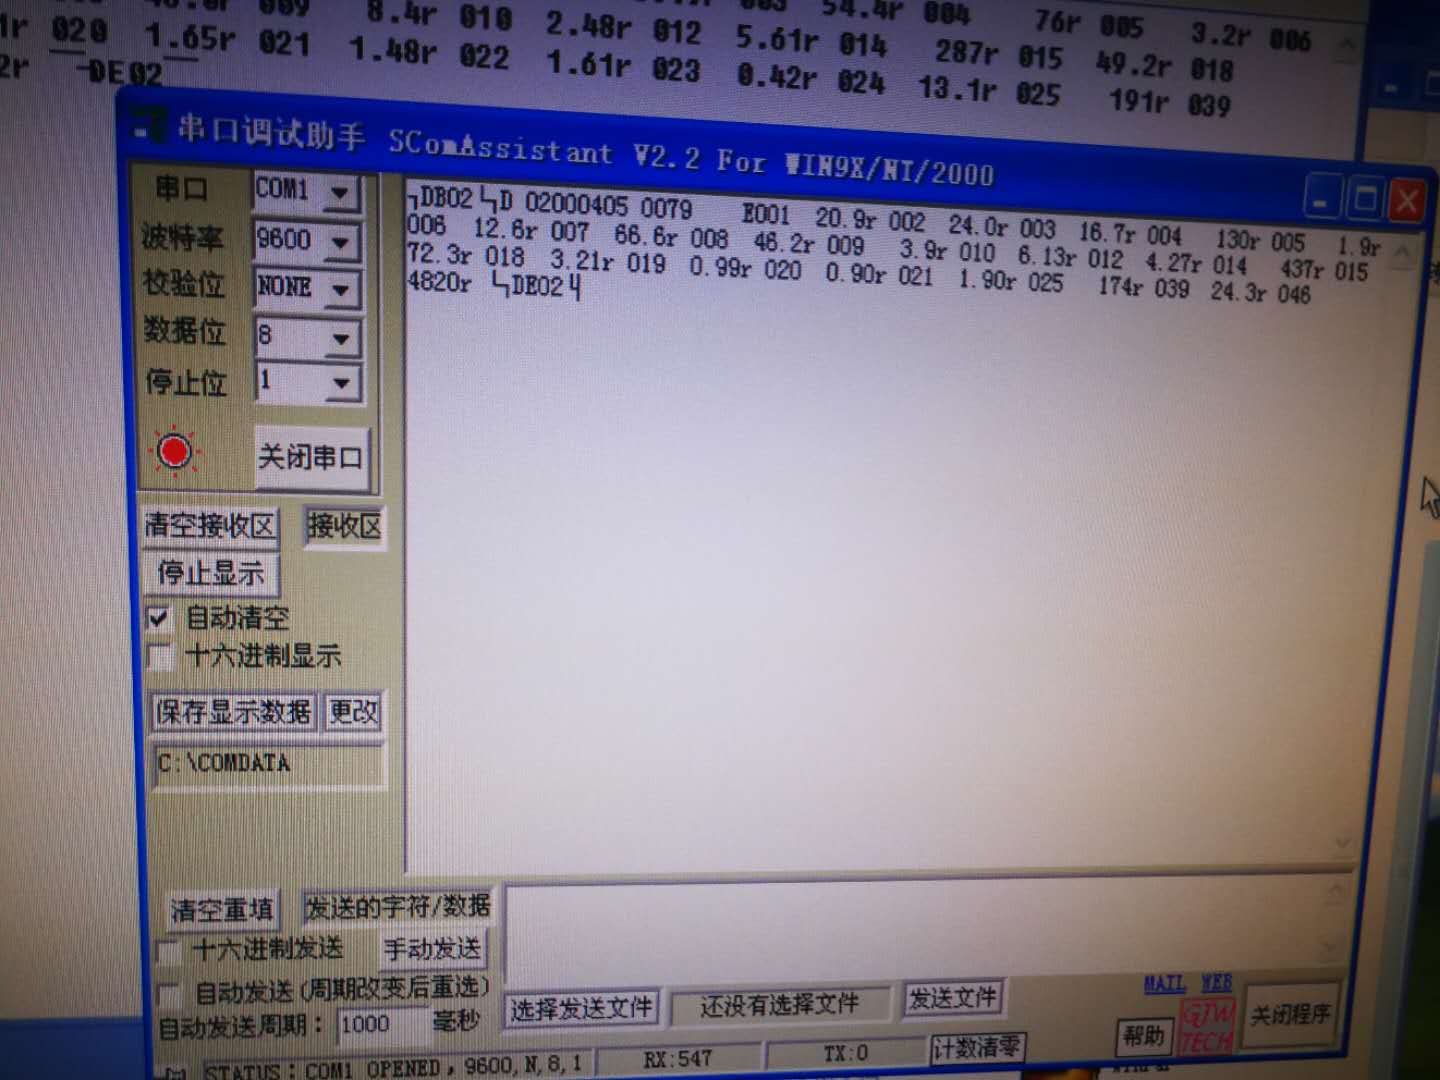 009 8.4r 010 2.48r 012 5.61r 014 287r 015 49.2r 018
54.4r 004 76r 005 3.2r 006
020 1.65r 021 1.48r 022 1.61r 023 0.42r 024 13.1r 025 191r 039
DE02
串口调试助手 SComAssistant V2.2 For WIN9X/NT/2000
串口 COM1
波特率 9600
校验位 NONE
数据位 8
停止位 1
关闭串口
清空接收区 接收区
停止显示
自动清空
十六进制显示
保存显示数据 更改
C:\COMDATA
┐DB02└┐D 02000405 0079 E001 20.9r 002 24.0r 003 16.7r 004 130r 005 1.9r
006 12.6r 007 66.6r 008 46.2r 009 3.9r 010 6.13r 012 4.27r 014 437r 015
72.3r 018 3.21r 019 0.99r 020 0.90r 021 1.90r 025 174r 039 24.3r 046
4820r └┐DE02
清空重填 发送的字符/数据
十六进制发送 手动发送
自动发送(周期改变后重选)
自动发送周期: 1000 毫秒
选择发送文件 还没有选择文件 发送文件
MAIL WEB
帮助 GJW TECH 关闭程序
STATUS: COM1 OPENED, 9600,N,8,1 RX:547 TX:0 计数清零